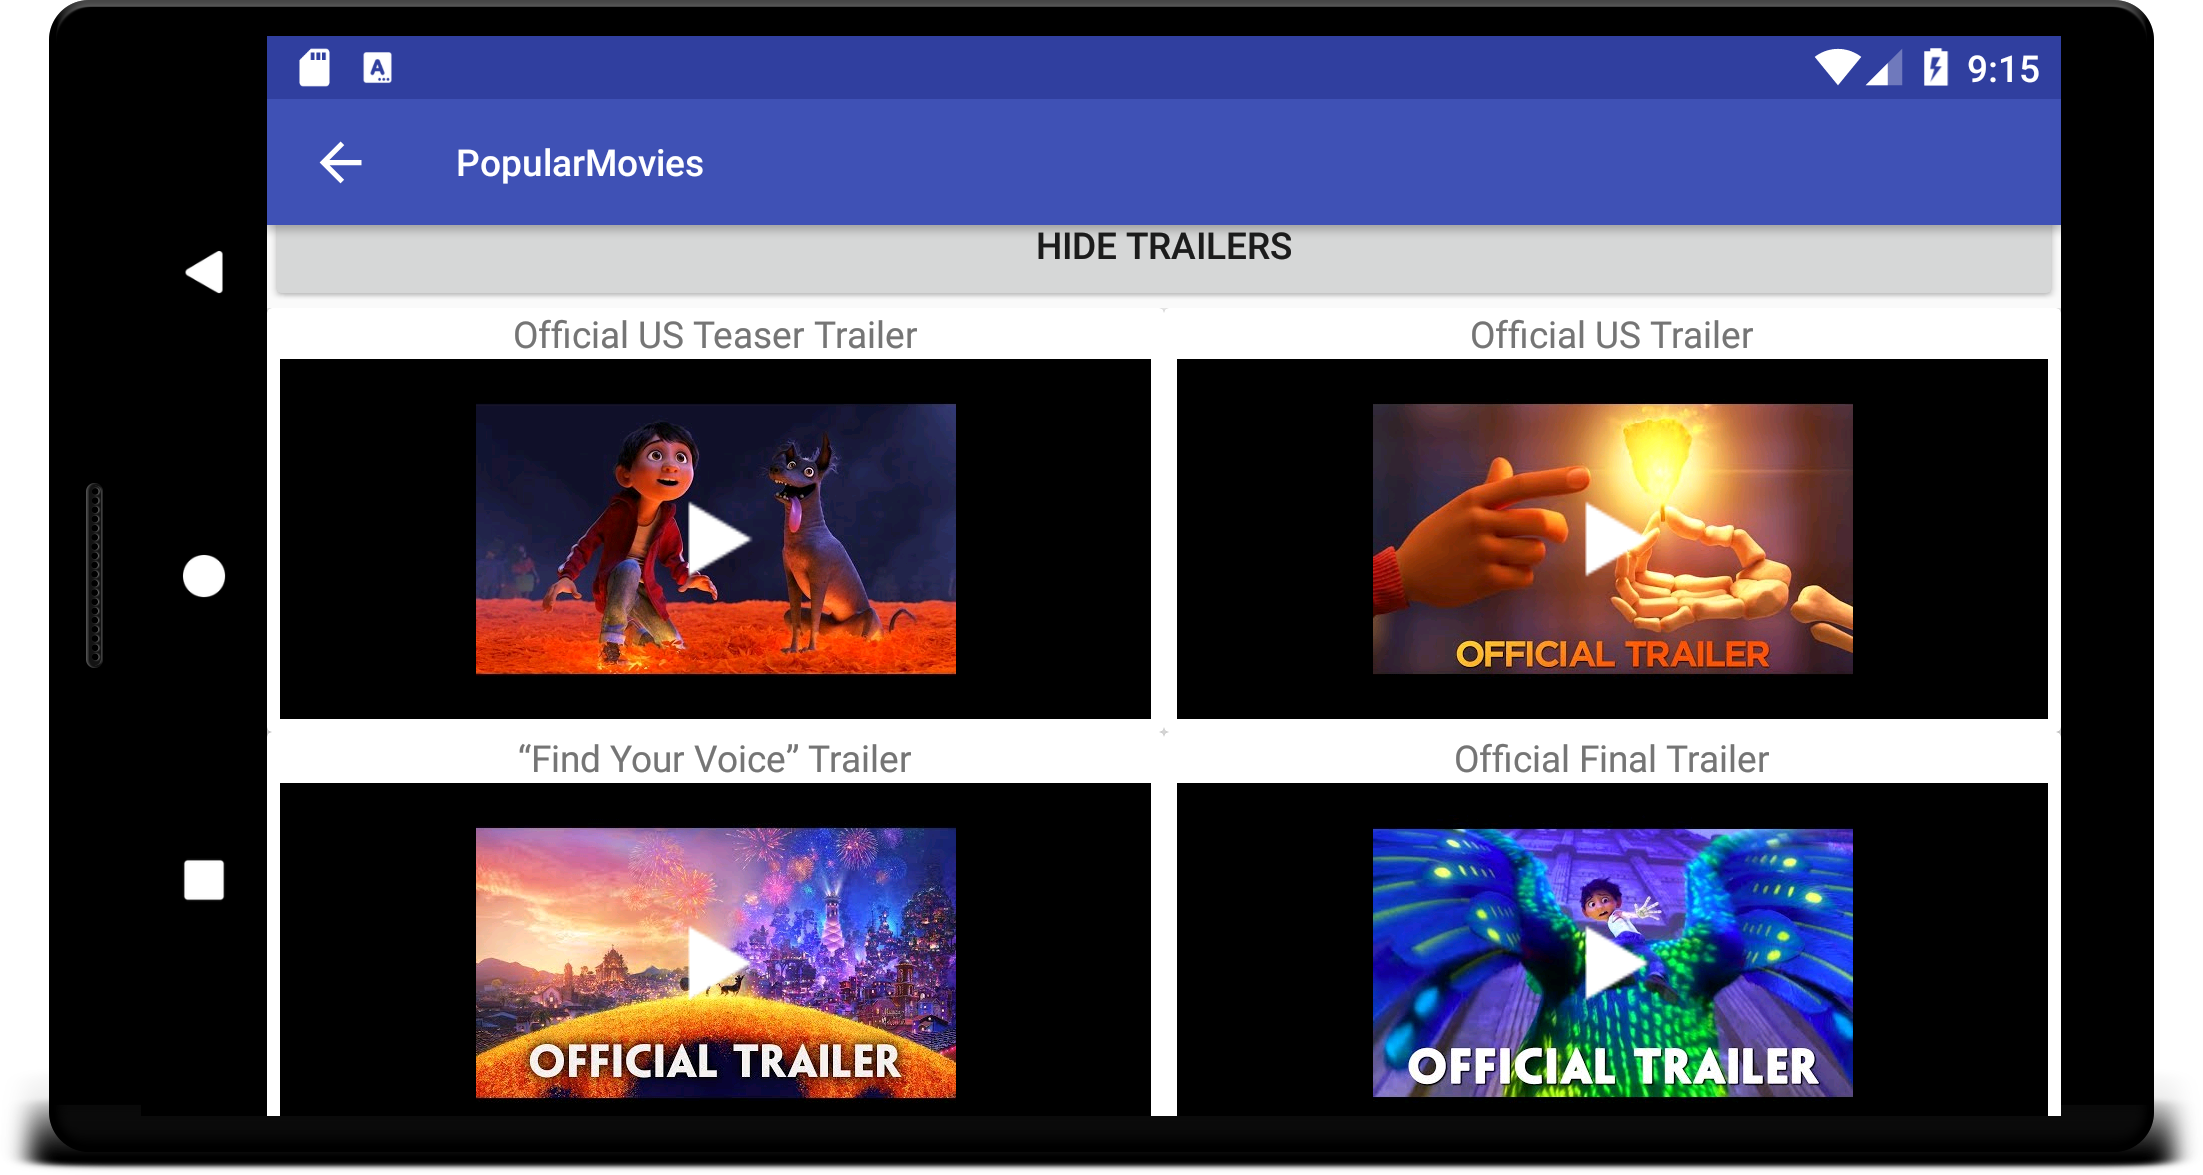 A
9:15
PopularMovies
HIDE TRAILERS
Official US Teaser Trailer
Official US Trailer
OFFICIAL TRAILER
“Find Your Voice” Trailer
Official Final Trailer
OFFICIAL TRAILER
OFFICIAL TRAILER